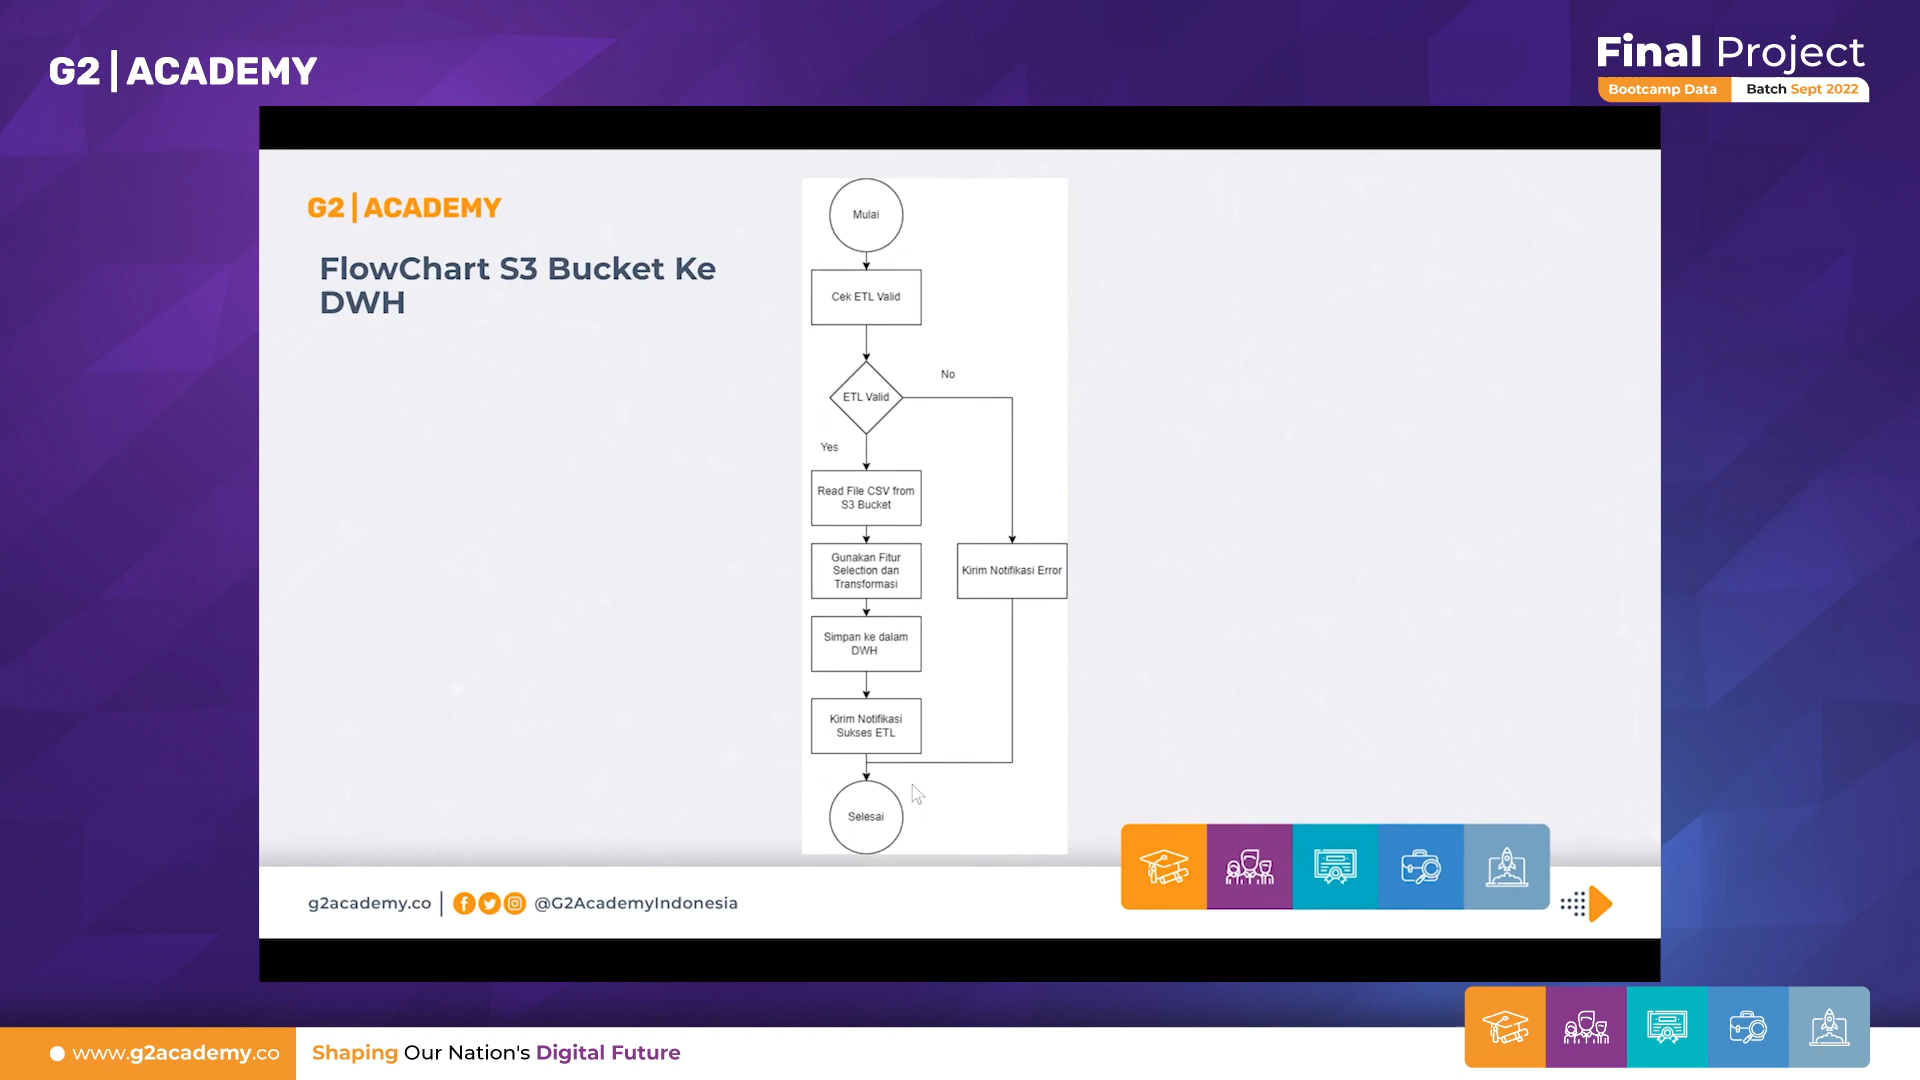 G2 | ACADEMY
Final Project
Bootcamp Data
Batch Sept 2022
G2 | ACADEMY
FlowChart S3 Bucket Ke
DWH
Mulai
Cek ETL Valid
ETL Valid
No
Yes
Read File CSV from
S3 Bucket
Gunakan Fitur
Selection dan
Transformasi
Kirim Notifikasi Error
Simpan ke dalam
DWH
Kirim Notifikasi
Sukses ETL
Selesai
g2academy.co
@G2AcademyIndonesia
www.g2academy.co
Shaping Our Nation's Digital Future